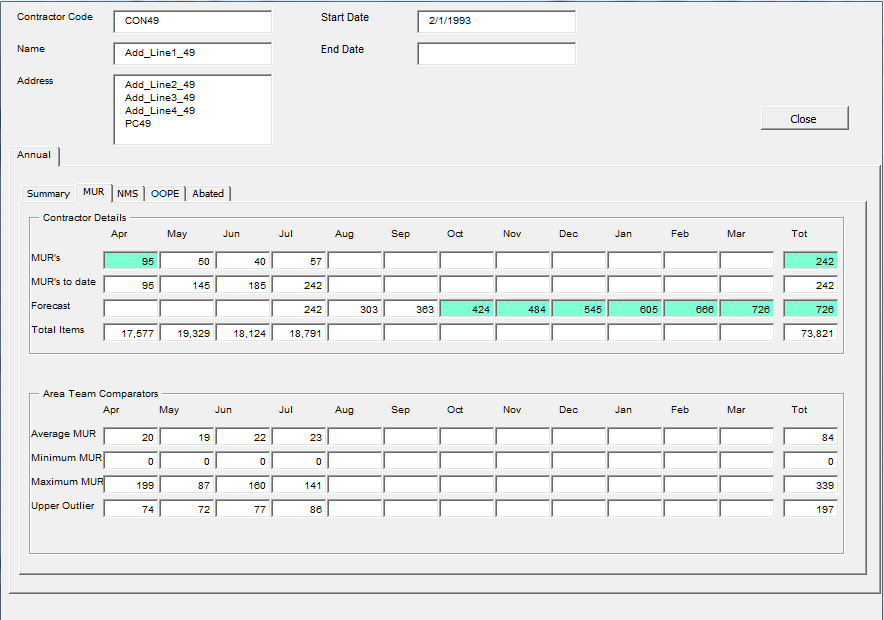 Contractor Code CON49 Start Date 2/1/1993
Name Add_Line1_49 End Date
Address Add_Line2_49
Add_Line3_49
Add_Line4_49
PC49
Close
Annual
Summary MUR NMS OOPE Abated
Contractor Details
Apr May Jun Jul Aug Sep Oct Nov Dec Jan Feb Mar Tot
MUR's 95 50 40 57 242
MUR's to date 95 145 185 242 242
Forecast 242 303 363 424 484 545 605 666 726 726
Total Items 17,577 19,329 18,124 18,791 73,821
Area Team Comparators
Apr May Jun Jul Aug Sep Oct Nov Dec Jan Feb Mar Tot
Average MUR 20 19 22 23 84
Minimum MUR 0 0 0 0 0
Maximum MUR 199 87 160 141 339
Upper Outlier 74 72 77 86 197